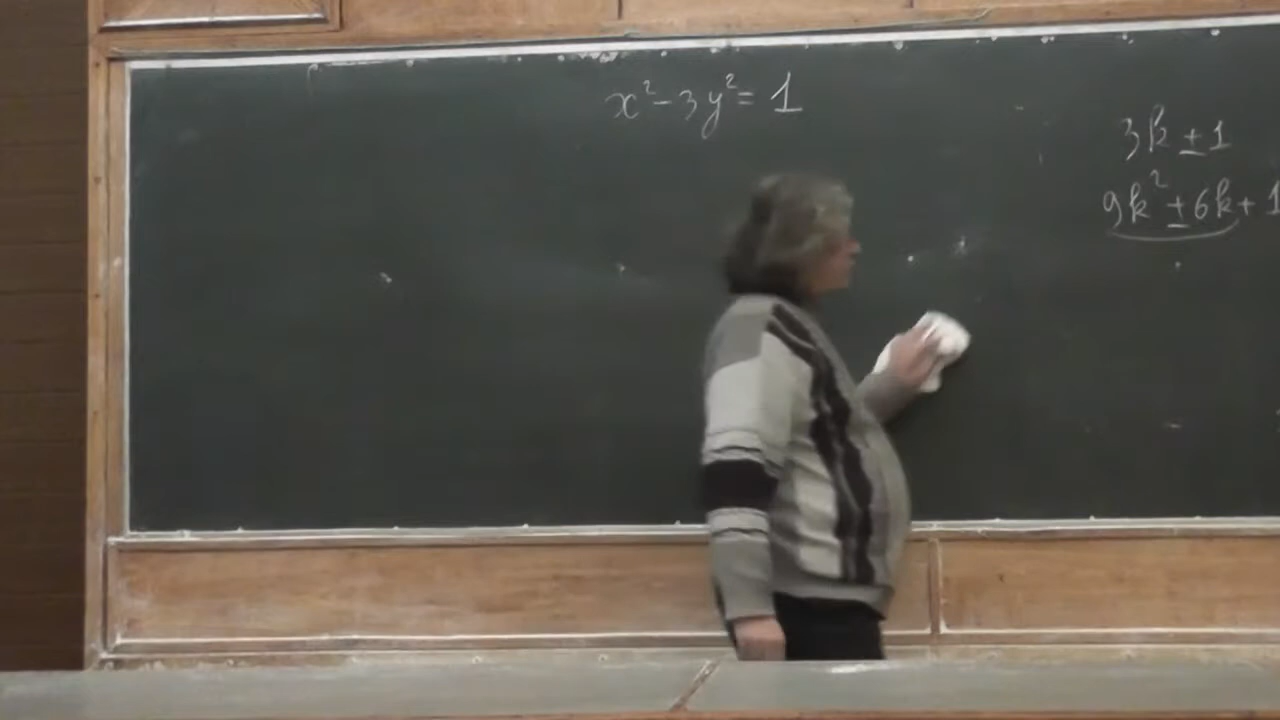 x² - 3y² = 1
3k ± 1
9k² ± 6k + 1